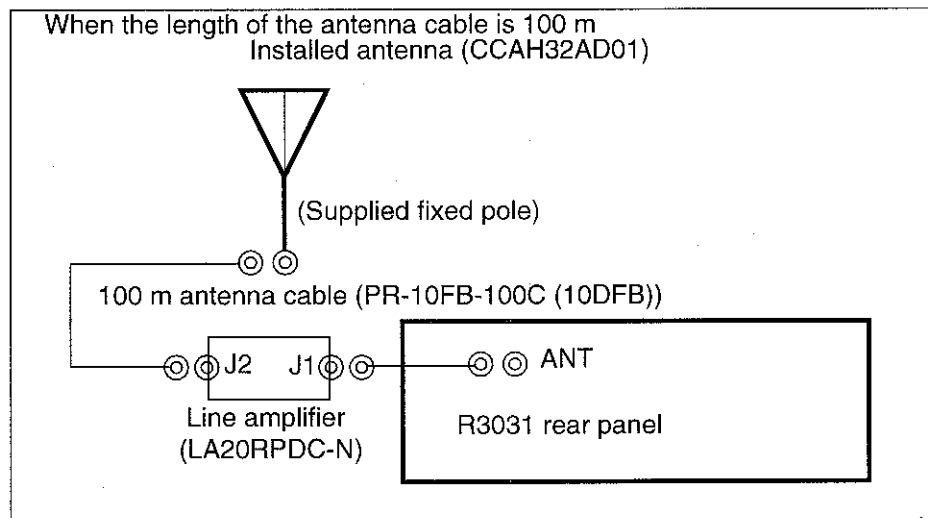 When the length of the antenna cable is 100 m
Installed antenna (CCAH32AD01)
(Supplied fixed pole)
100 m antenna cable (PR-10FB-100C (10DFB))
J2 J1 ANT
Line amplifier
(LA20RPDC-N)
R3031 rear panel